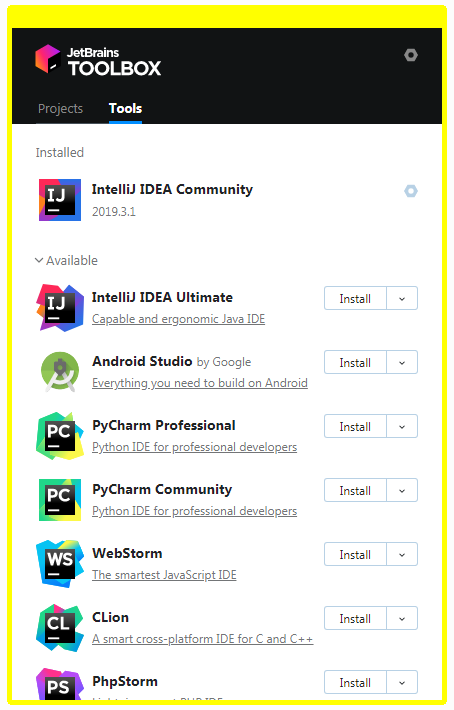 JetBrains
TOOLBOX
Projects Tools
Installed
IJ
IntelliJ IDEA Community
2019.3.1
Available
IJ
IntelliJ IDEA Ultimate
Install
Capable and ergonomic Java IDE
Android Studio by Google
Install
Everything you need to build on Android
PC
PyCharm Professional
Install
Python IDE for professional developers
PC
PyCharm Community
Install
Python IDE for professional developers
WS
WebStorm
Install
The smartest JavaScript IDE
CL
CLion
Install
A smart cross-platform IDE for C and C++
PS
PhpStorm
Install